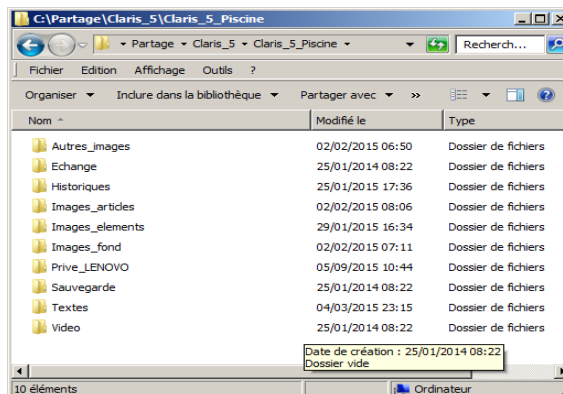 C:\Partage\Claris_5\Claris_5_Piscine
Partage Claris_5 Claris_5_Piscine Recherch...
Fichier Edition Affichage Outils ?
Organiser Inclure dans la bibliothèque Partager avec »
Nom Modifié le Type
Autres_images 02/02/2015 06:50 Dossier de fichiers
Echange 25/01/2014 08:22 Dossier de fichiers
Historiques 25/01/2015 17:36 Dossier de fichiers
Images_articles 02/02/2015 08:06 Dossier de fichiers
Images_elements 29/01/2015 16:34 Dossier de fichiers
Images_fond 02/02/2015 07:11 Dossier de fichiers
Prive_LENOVO 05/09/2015 10:44 Dossier de fichiers
Sauvegarde 25/01/2014 08:22 Dossier de fichiers
Textes 04/03/2015 23:15 Dossier de fichiers
Video 25/01/2014 08:22 Dossier de fichiers
Date de création : 25/01/2014 08:22
Dossier vide
10 éléments Ordinateur